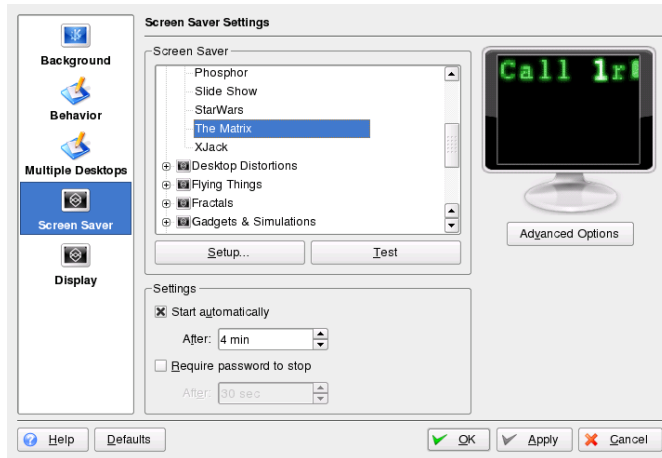 Screen Saver Settings
Background
Behavior
Multiple Desktops
Screen Saver
Display
Screen Saver
Phosphor
Slide Show
StarWars
The Matrix
XJack
Desktop Distortions
Flying Things
Fractals
Gadgets & Simulations
Setup...
Test
Call 1r
Advanced Options
Settings
Start automatically
After: 4 min
Require password to stop
After: 30 sec
Help
Defaults
OK
Apply
Cancel